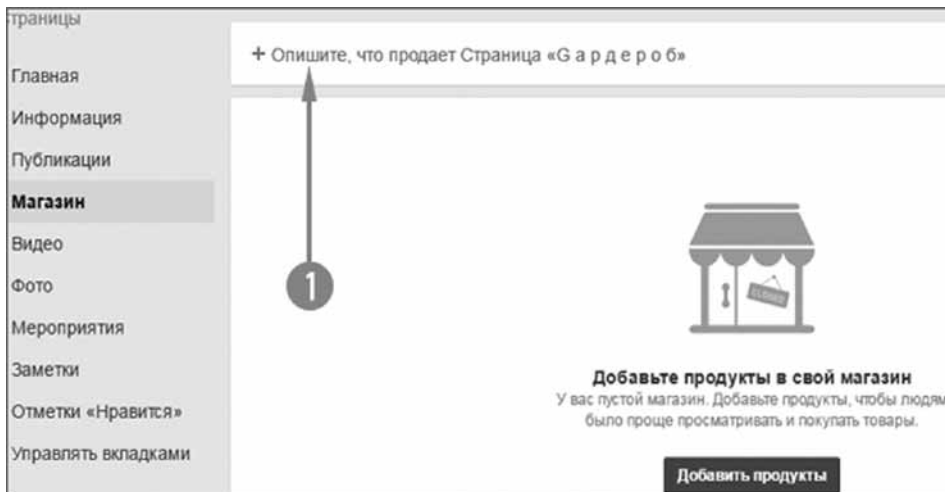 траницы
Главная
Информация
Публикации
Магазин
Видео
Фото
Мероприятия
Заметки
Отметки «Нравится»
Управлять вкладками
+ Опишите, что продает Страница «G а р д е р о б»
1
CLOSED
Добавьте продукты в свой магазин
У вас пустой магазин. Добавьте продукты, чтобы людям
было проще просматривать и покупать товары.
Добавить продукты